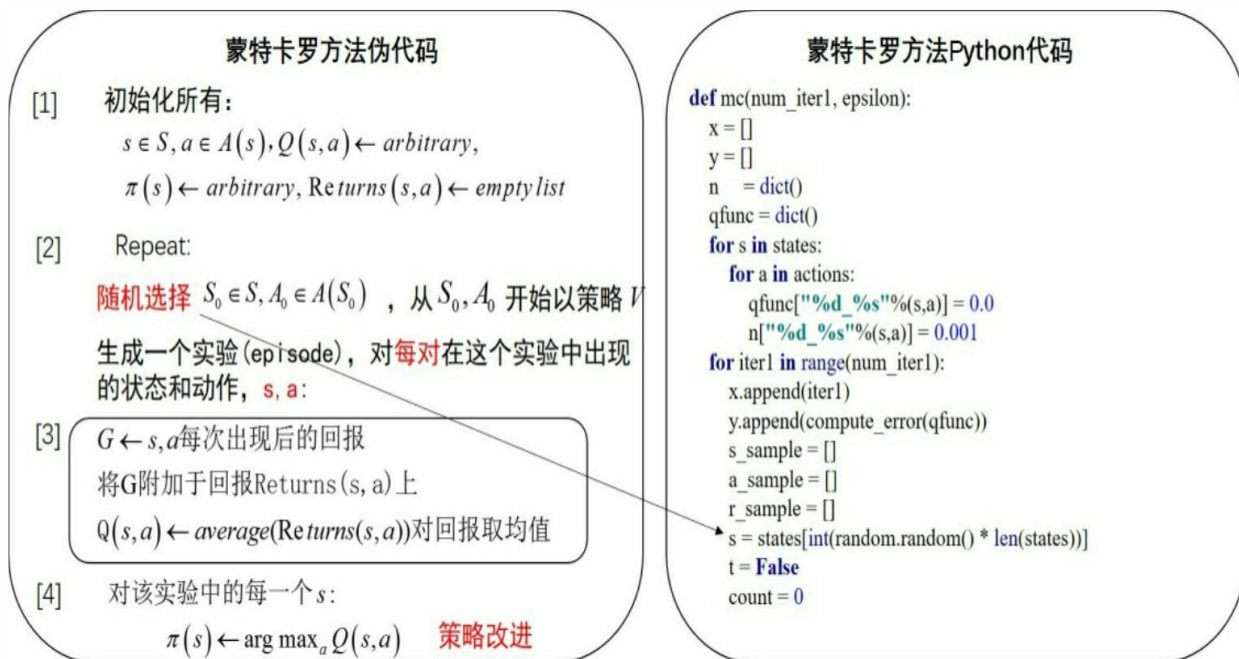 蒙特卡罗方法伪代码
[1] 初始化所有:
s ∈ S, a ∈ A(s), Q(s,a) ← arbitrary,
π(s) ← arbitrary, Returns(s,a) ← empty list
[2] Repeat:
随机选择 S₀ ∈ S, A₀ ∈ A(S₀) ，从 S₀, A₀ 开始以策略 V
生成一个实验(episode)，对每对在这个实验中出现
的状态和动作，s, a:
[3] G ← s,a每次出现后的回报
将G附加于回报Returns(s, a)上
Q(s,a) ← average(Returns(s,a))对回报取均值
[4] 对该实验中的每一个s:
π(s) ← arg maxₐ Q(s,a) 策略改进
蒙特卡罗方法Python代码
def mc(num_iter1, epsilon):
x = []
y = []
n = dict()
qfunc = dict()
for s in states:
for a in actions:
qfunc["%d_%s"%(s,a)] = 0.0
n["%d_%s"%(s,a)] = 0.001
for iter1 in range(num_iter1):
x.append(iter1)
y.append(compute_error(qfunc))
s_sample = []
a_sample = []
r_sample = []
s = states[int(random.random() * len(states))]
t = False
count = 0